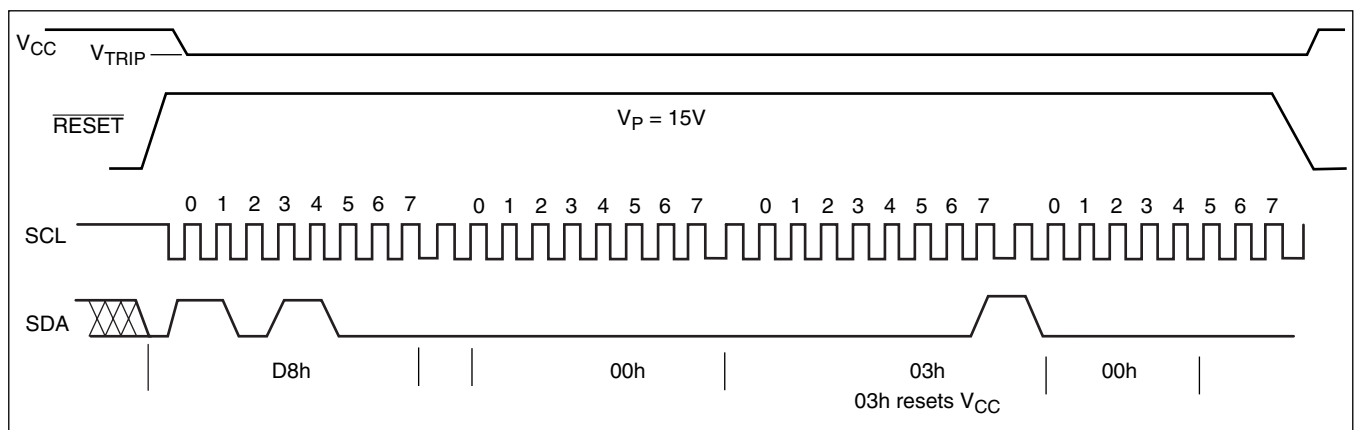 VCC
VTRIP
RESET
VP = 15V
0 1 2 3 4 5 6 7 0 1 2 3 4 5 6 7 0 1 2 3 4 5 6 7 0 1 2 3 4 5 6 7
SCL
SDA
D8h 00h 03h 00h
03h resets VCC